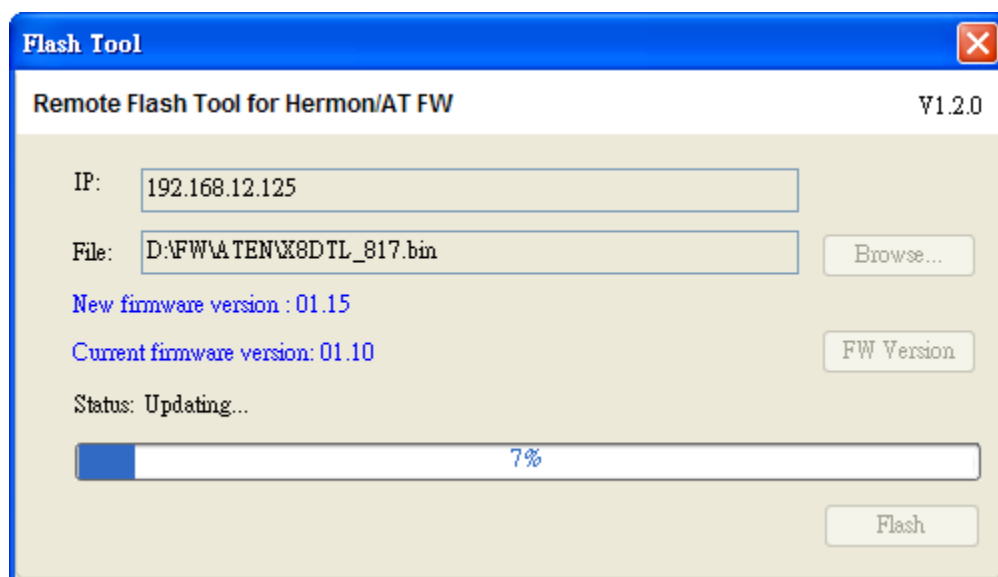 Flash Tool
Remote Flash Tool for Hermon/AT FW
V1.2.0
IP: 192.168.12.125
File: D:\FW\ATEN\X8DTL_817.bin
Browse...
New firmware version : 01.15
Current firmware version: 01.10
FW Version
Status: Updating...
7%
Flash